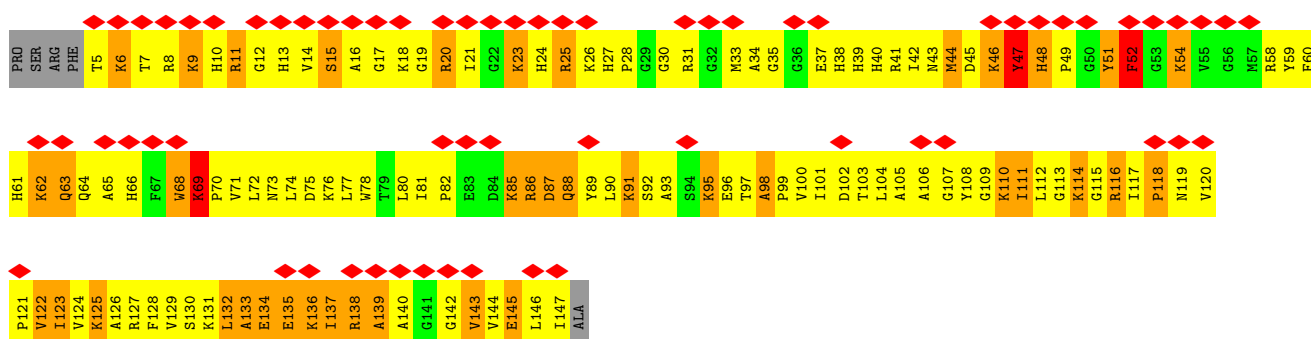 PRO SER ARG PHE T5 K6 T7 R8 K9 H10 R11 G12 H13 V14 S15 A16 G17 K18 G19 R20 I21 G22 K23 H24 R25 K26 H27 P28 G29 G30 R31 G32 M33 A34 G35 G36 E37 H38 H39 H40 R41 I42 N43 M44 D45 K46 Y47 H48 P49 G50 Y51 F52 G53 K54 V55 G56 M57 R58 Y59 F60
H61 K62 Q63 Q64 A65 H66 F67 W68 K69 P70 V71 L72 N73 L74 D75 K76 L77 W78 T79 L80 I81 P82 E83 D84 K85 R86 D87 Q88 Y89 L90 K91 S92 A93 S94 K95 E96 T97 A98 P99 V100 I101 D102 T103 L104 A105 A106 G107 Y108 G109 K110 I111 L112 G113 K114 G115 R116 I117 P118 N119 V120
P121 V122 I123 V124 K125 A126 R127 F128 V129 S130 K131 L132 A133 E134 E135 K136 I137 R138 A139 A140 G141 G142 V143 V144 E145 L146 I147 ALA